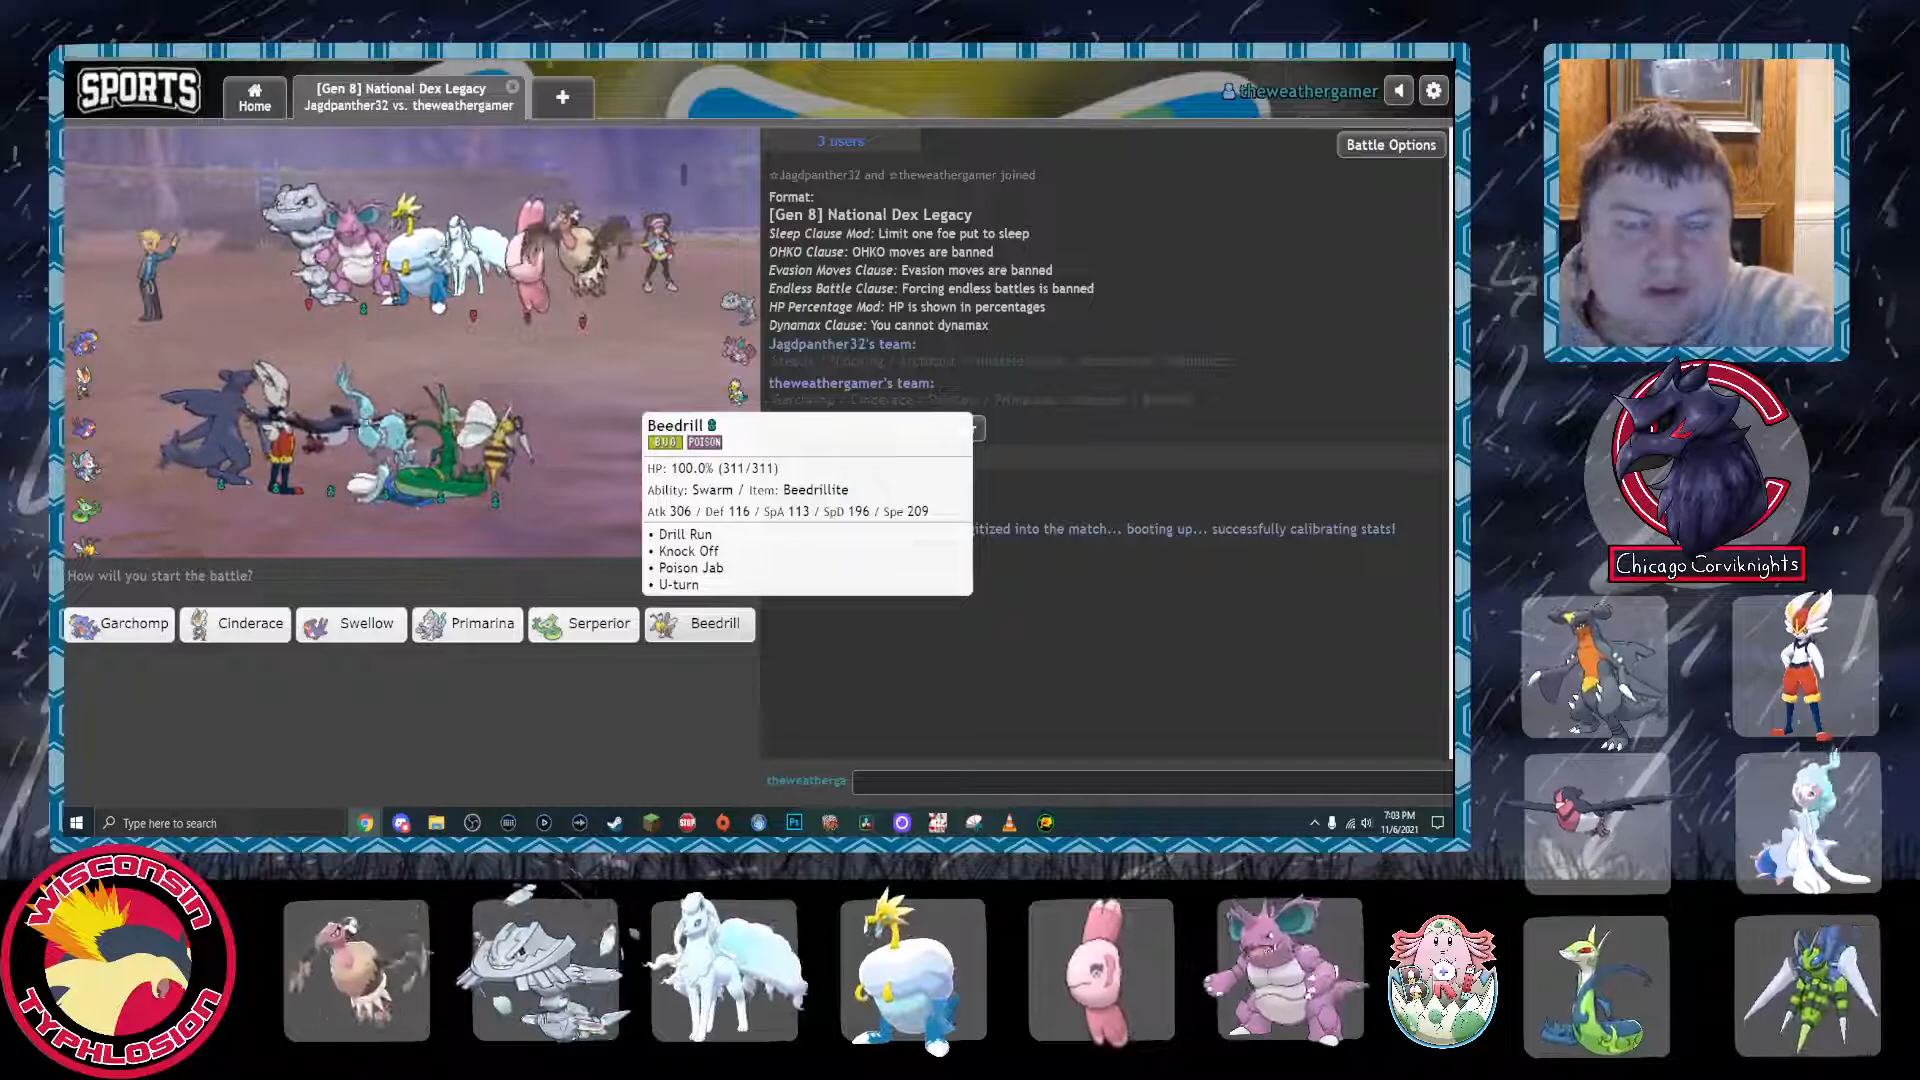 SPORTS
Home
[Gen 8] National Dex Legacy
Jagdpanther32 vs. theweathergamer
theweathergamer
3 users
Battle Options
☆Jagdpanther32 and ☆theweathergamer joined
Format:
[Gen 8] National Dex Legacy
Sleep Clause Mod: Limit one foe put to sleep
OHKO Clause: OHKO moves are banned
Evasion Moves Clause: Evasion moves are banned
Endless Battle Clause: Forcing endless battles is banned
HP Percentage Mod: HP is shown in percentages
Dynamax Clause: You cannot dynamax
Jagdpanther32's team:
theweathergamer's team:
Beedrill
BUG POISON
HP: 100.0% (311/311)
Ability: Swarm / Item: Beedrillite
Atk 306 / Def 116 / SpA 113 / SpD 196 / Spe 209
• Drill Run
• Knock Off
• Poison Jab
• U-turn
gitized into the match... booting up... successfully calibrating stats!
How will you start the battle?
Garchomp
Cinderace
Swellow
Primarina
Serperior
Beedrill
theweatherga
Type here to search
7:03 PM
11/6/2021
Chicago Corviknights
WISCONSIN
TYPHLOSION